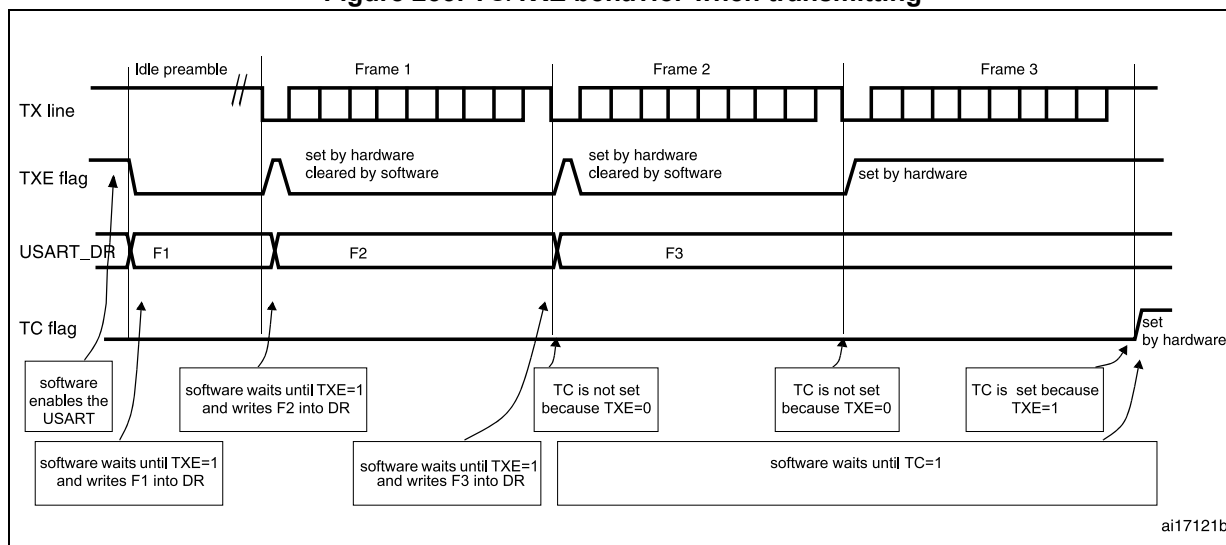 Idle preamble
Frame 1
Frame 2
Frame 3
TX line
TXE flag
set by hardware
cleared by software
set by hardware
cleared by software
set by hardware
USART_DR
F1
F2
F3
TC flag
set
by hardware
software
enables the
USART
software waits until TXE=1
and writes F2 into DR
TC is not set
because TXE=0
TC is not set
because TXE=0
TC is set because
TXE=1
software waits until TXE=1
and writes F1 into DR
software waits until TXE=1
and writes F3 into DR
software waits until TC=1
ai17121b